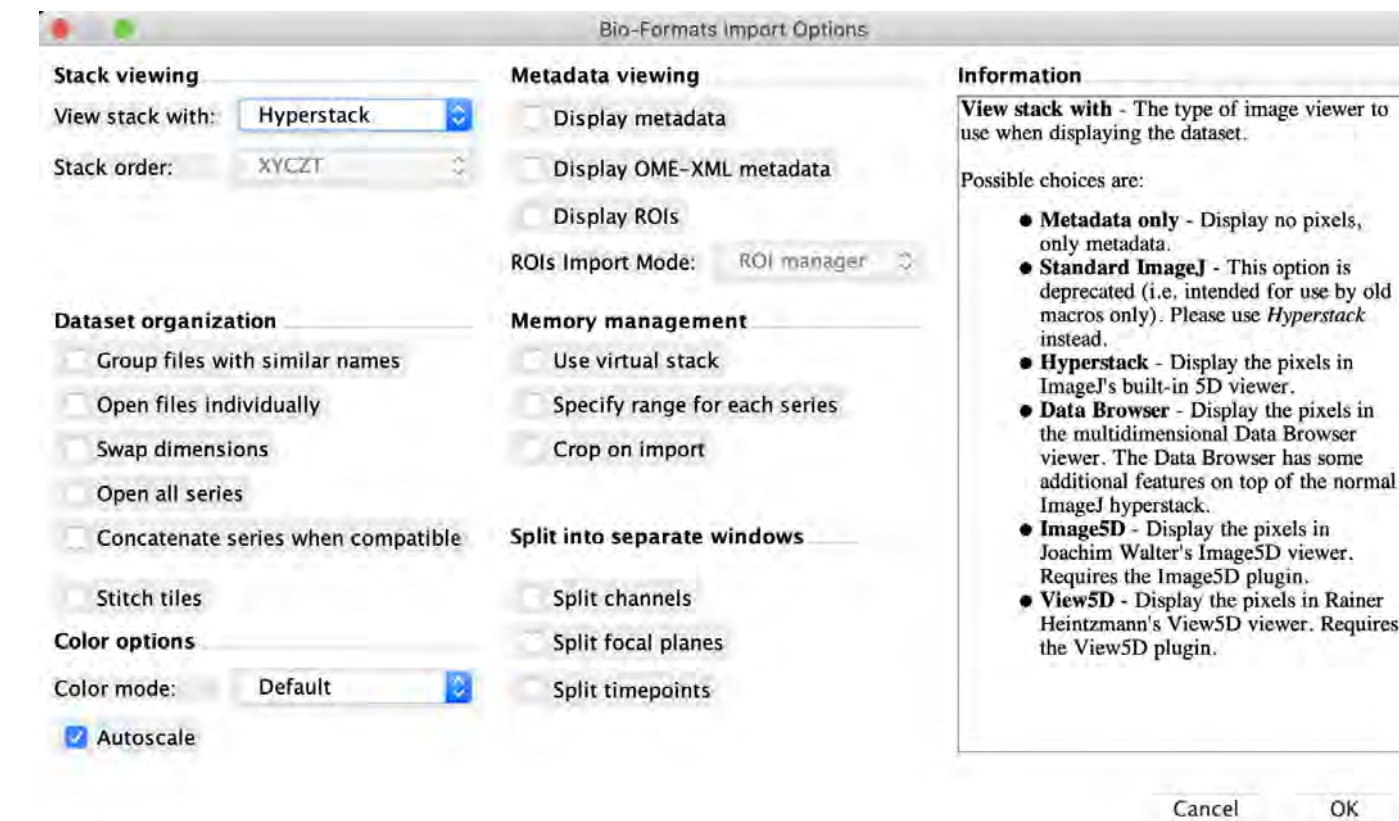 Bio-Formats Import Options
Stack viewing
View stack with: Hyperstack
Stack order: XYCZT
Metadata viewing
Display metadata
Display OME-XML metadata
Display ROIs
ROIs Import Mode: ROI manager
Dataset organization
Group files with similar names
Open files individually
Swap dimensions
Open all series
Concatenate series when compatible
Stitch tiles
Memory management
Use virtual stack
Specify range for each series
Crop on import
Split into separate windows
Split channels
Split focal planes
Split timepoints
Color options
Color mode: Default
Autoscale
Information
View stack with - The type of image viewer to
use when displaying the dataset.
Possible choices are:
● Metadata only - Display no pixels,
only metadata.
● Standard ImageJ - This option is
deprecated (i.e. intended for use by old
macros only). Please use Hyperstack
instead.
● Hyperstack - Display the pixels in
ImageJ's built-in 5D viewer.
● Data Browser - Display the pixels in
the multidimensional Data Browser
viewer. The Data Browser has some
additional features on top of the normal
ImageJ hyperstack.
● Image5D - Display the pixels in
Joachim Walter's Image5D viewer.
Requires the Image5D plugin.
● View5D - Display the pixels in Rainer
Heintzmann's View5D viewer. Requires
the View5D plugin.
Cancel OK